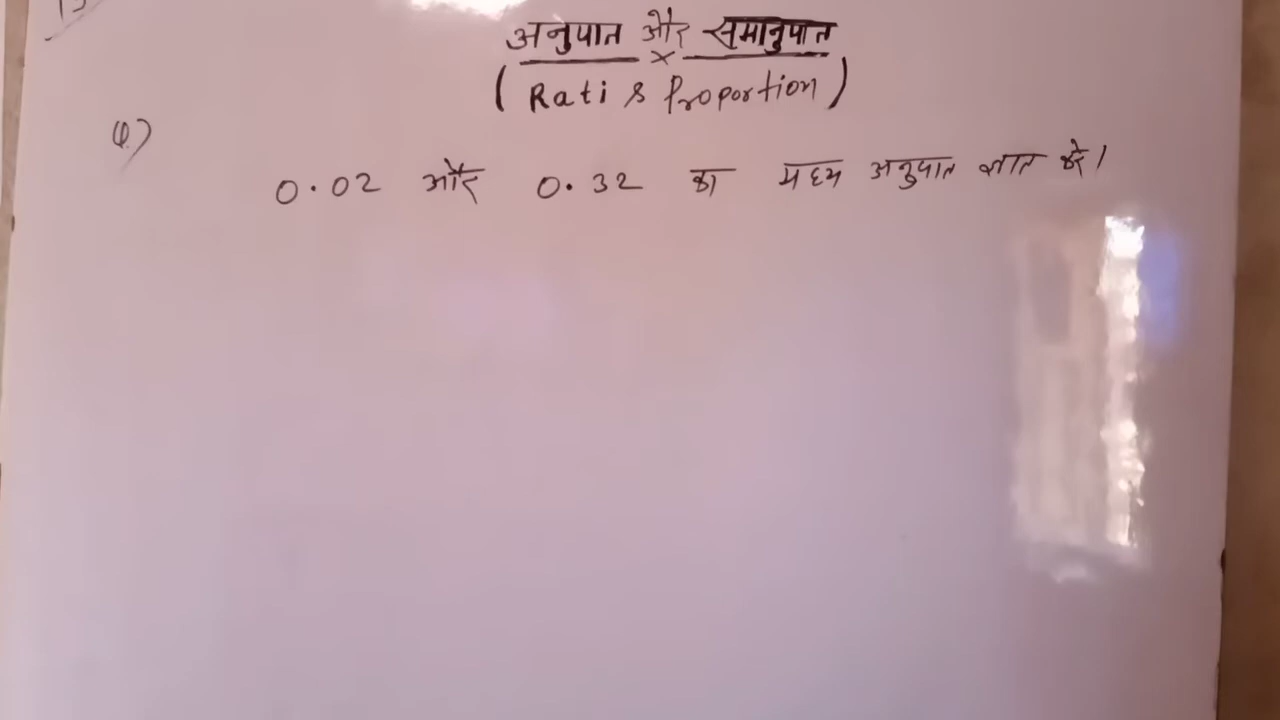 अनुपात और समानुपात
×
( Rati & Proportion )
Q)
0.02 और 0.32 का मध्य अनुपात ज्ञात करे।